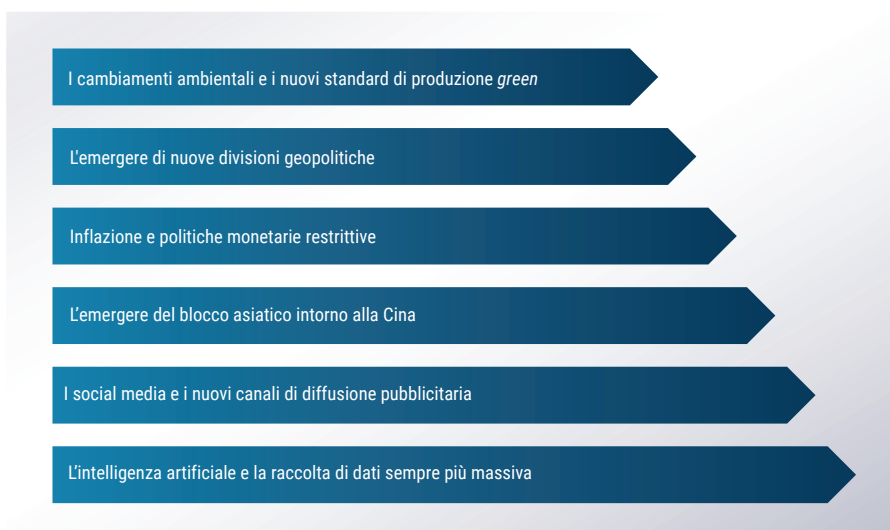 I cambiamenti ambientali e i nuovi standard di produzione green
L'emergere di nuove divisioni geopolitiche
Inflazione e politiche monetarie restrittive
L'emergere del blocco asiatico intorno alla Cina
I social media e i nuovi canali di diffusione pubblicitaria
L'intelligenza artificiale e la raccolta di dati sempre più massiva